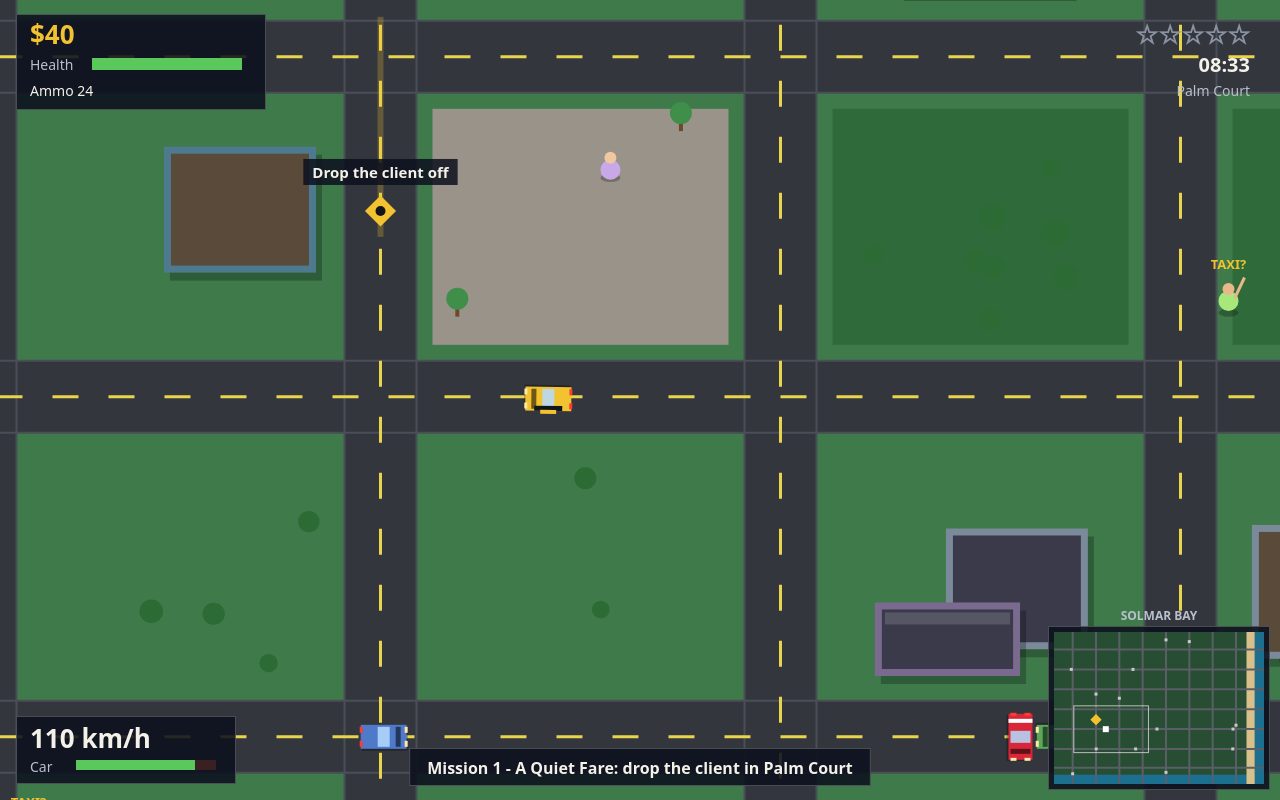 $40
Health
Ammo 24
08:33
Palm Court
Drop the client off
TAXI?
SOLMAR BAY
110 km/h
Car
Mission 1 - A Quiet Fare: drop the client in Palm Court
TAXI?